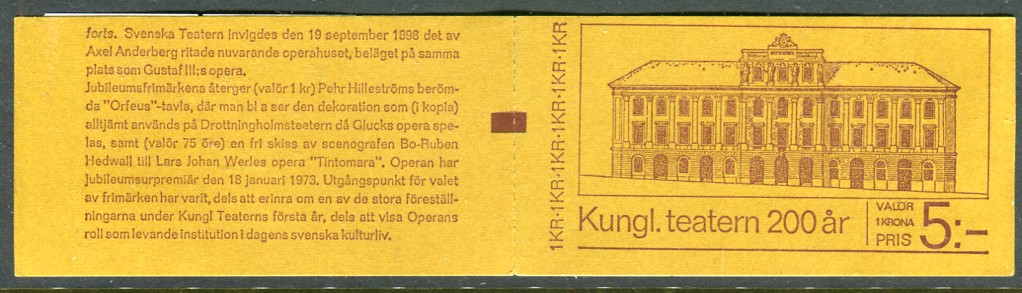 forts. Svenska Teatern invigdes den 19 september 1898 det av
Axel Anderberg ritade nuvarande operahuset, beläget på samma
plats som Gustaf III:s opera.
Jubileumsfrimärkena återger (valör 1 kr) Pehr Hilleströms beröm-
da "Orfeus"-tavla, där man bl a ser den dekoration som (i kopia)
alltjämt används på Drottningholmsteatern då Glucks opera spe-
las, samt (valör 75 öre) en fri skiss av scenografen Bo-Ruben
Hedwall till Lars Johan Werles opera "Tintomara". Operan har
jubileumsurpremiär den 18 januari 1973. Utgångspunkt för valet
av frimärken har varit, dels att erinra om en av de stora föreställ-
ningarna under Kungl Teaterns första år, dels att visa Operans
roll som levande institution i dagens svenska kulturliv.
1KR·1KR·1KR·1KR·1KR·1KR
Kungl. teatern 200 år
VALÖR
1 KRONA
PRIS 5:-